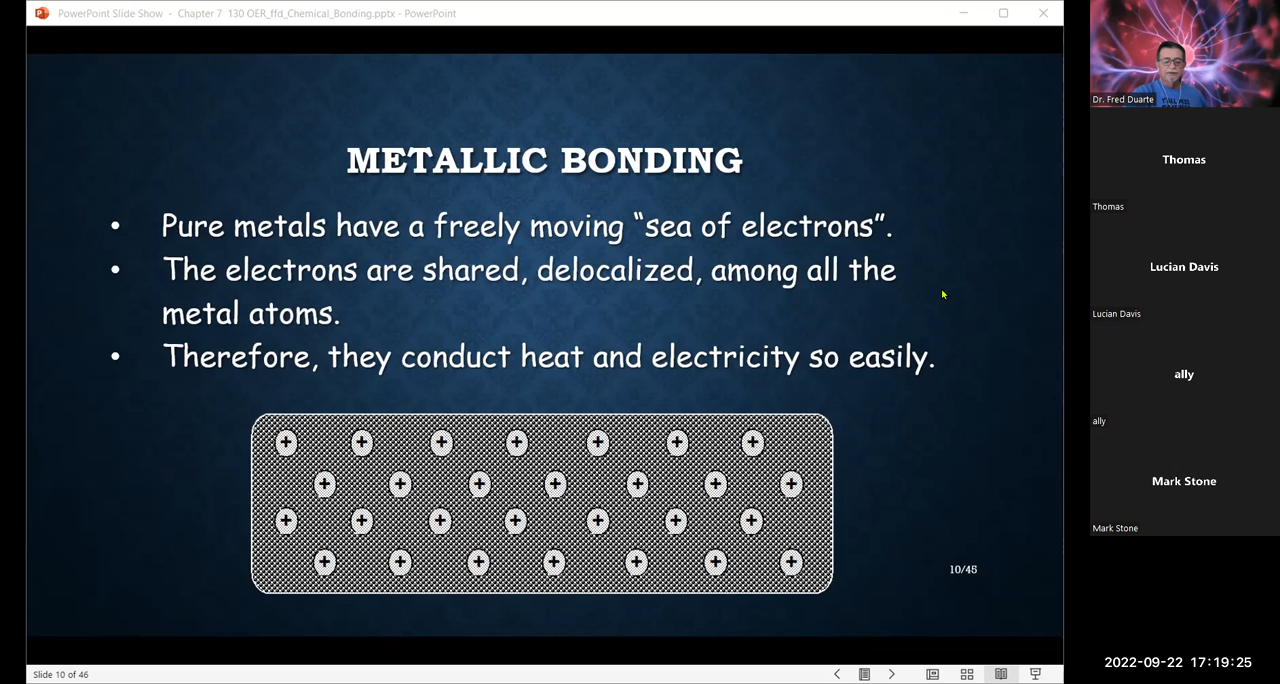 PowerPoint Slide Show - Chapter 7 130 OER_ffd_Chemical_Bonding.pptx - PowerPoint
METALLIC BONDING
• Pure metals have a freely moving “sea of electrons”.
• The electrons are shared, delocalized, among all the
metal atoms.
• Therefore, they conduct heat and electricity so easily.
+ + + + + + +
+ + + + + + +
+ + + + + + +
+ + + + + + +
10/45
Slide 10 of 46
Dr. Fred Duarte
Thomas
Thomas
Lucian Davis
Lucian Davis
ally
ally
Mark Stone
Mark Stone
2022-09-22 17:19:25